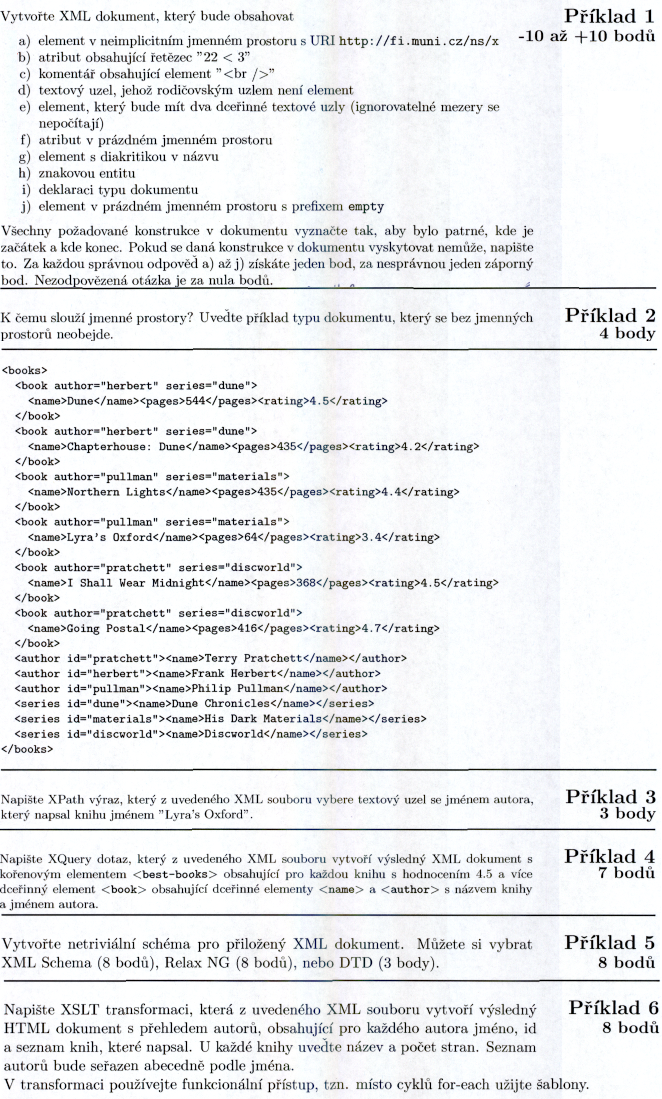 Vytvořte XML dokument, který bude obsahovat
Příklad 1
-10 až +10 bodů
a) element v neimplicitním jmenném prostoru s URI http://fi.muni.cz/ns/x
b) atribut obsahující řetězec "22 < 3"
c) komentář obsahující element "<br />"
d) textový uzel, jehož rodičovským uzlem není element
e) element, který bude mít dva dceřinné textové uzly (ignorovatelné mezery se
nepočítají)
f) atribut v prázdném jmenném prostoru
g) element s diakritikou v názvu
h) znakovou entitu
i) deklaraci typu dokumentu
j) element v prázdném jmenném prostoru s prefixem empty
Všechny požadované konstrukce v dokumentu vyznačte tak, aby bylo patrné, kde je
začátek a kde konec. Pokud se daná konstrukce v dokumentu vyskytovat nemůže, napište
to. Za každou správnou odpověď a) až j) získáte jeden bod, za nesprávnou jeden záporný
bod. Nezodpovězená otázka je za nula bodů.
K čemu slouží jmenné prostory? Uveďte příklad typu dokumentu, který se bez jmenných
prostorů neobejde.
Příklad 2
4 body
<books>
<book author="herbert" series="dune">
<name>Dune</name><pages>544</pages><rating>4.5</rating>
</book>
<book author="herbert" series="dune">
<name>Chapterhouse: Dune</name><pages>435</pages><rating>4.2</rating>
</book>
<book author="pullman" series="materials">
<name>Northern Lights</name><pages>435</pages><rating>4.4</rating>
</book>
<book author="pullman" series="materials">
<name>Lyra's Oxford</name><pages>64</pages><rating>3.4</rating>
</book>
<book author="pratchett" series="discworld">
<name>I Shall Wear Midnight</name><pages>368</pages><rating>4.5</rating>
</book>
<book author="pratchett" series="discworld">
<name>Going Postal</name><pages>416</pages><rating>4.7</rating>
</book>
<author id="pratchett"><name>Terry Pratchett</name></author>
<author id="herbert"><name>Frank Herbert</name></author>
<author id="pullman"><name>Philip Pullman</name></author>
<series id="dune"><name>Dune Chronicles</name></series>
<series id="materials"><name>His Dark Materials</name></series>
<series id="discworld"><name>Discworld</name></series>
</books>
Napište XPath výraz, který z uvedeného XML souboru vybere textový uzel se jménem autora,
který napsal knihu jménem "Lyra's Oxford".
Příklad 3
3 body
Napište XQuery dotaz, který z uvedeného XML souboru vytvoří výsledný XML dokument s
kořenovým elementem <best-books> obsahující pro každou knihu s hodnocením 4.5 a více
dceřinný element <book> obsahující dceřinné elementy <name> a <author> s názvem knihy
a jménem autora.
Příklad 4
7 bodů
Vytvořte netriviální schéma pro přiložený XML dokument. Můžete si vybrat
XML Schema (8 bodů), Relax NG (8 bodů), nebo DTD (3 body).
Příklad 5
8 bodů
Napište XSLT transformaci, která z uvedeného XML souboru vytvoří výsledný
HTML dokument s přehledem autorů, obsahující pro každého autora jméno, id
a seznam knih, které napsal. U každé knihy uveďte název a počet stran. Seznam
autorů bude seřazen abecedně podle jména.
V transformaci používejte funkcionální přístup, tzn. místo cyklů for-each užijte šablony.
Příklad 6
8 bodů